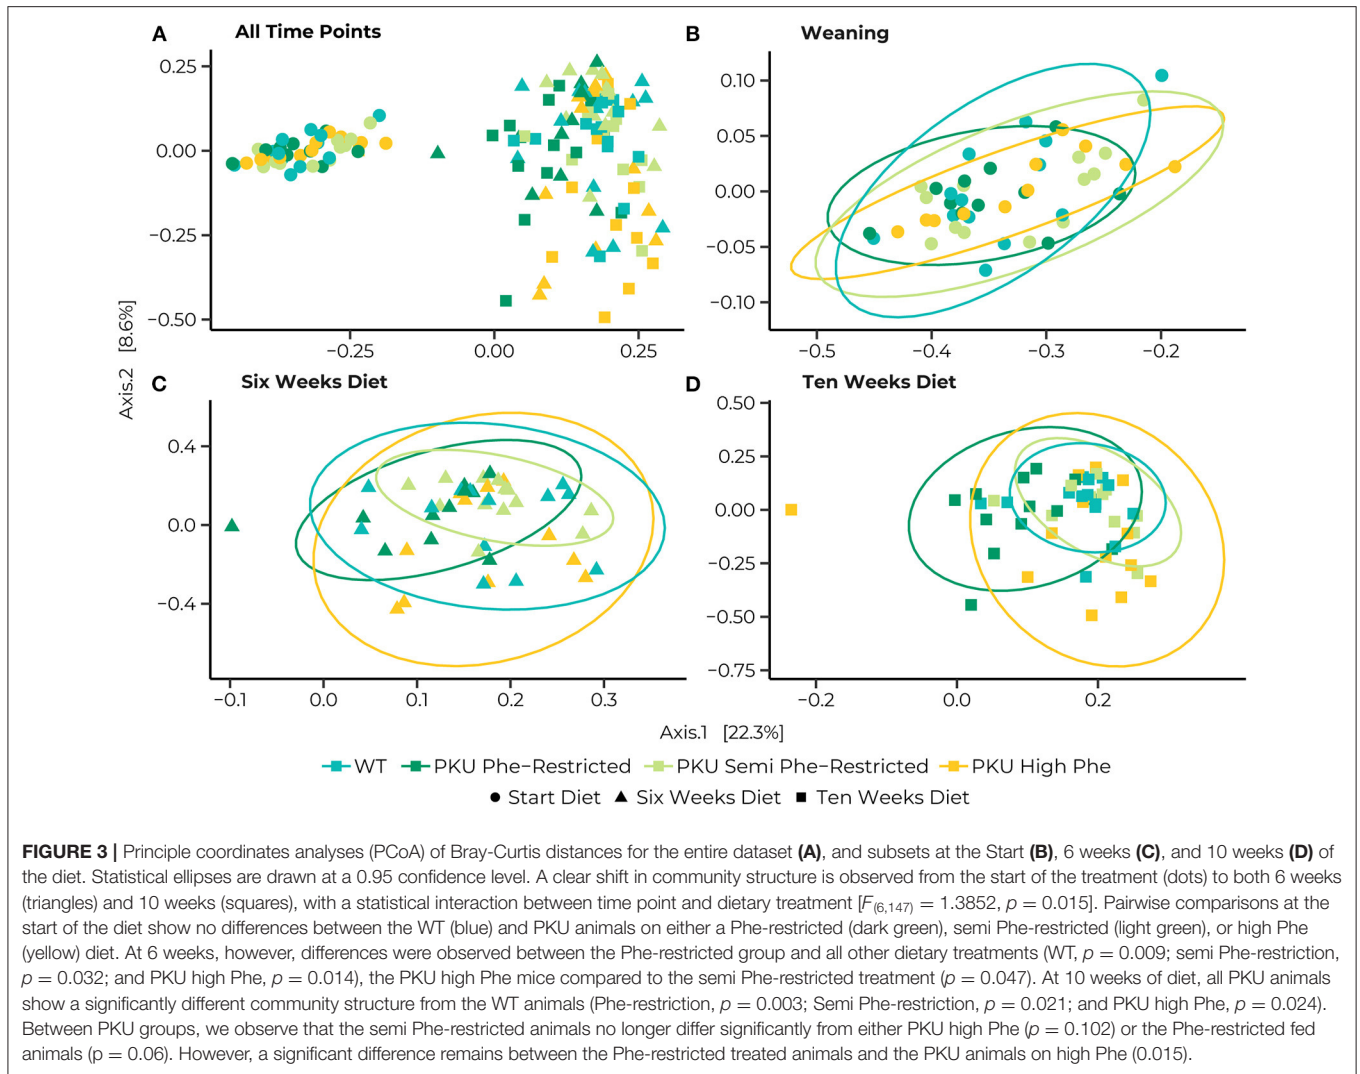 A All Time Points
0.25
0.00
−0.25
−0.50
−0.25 0.00 0.25
B Weaning
0.10
0.05
0.00
−0.05
−0.10
−0.5 −0.4 −0.3 −0.2
Axis.2 [8.6%]
C Six Weeks Diet
0.4
0.0
−0.4
−0.1 0.0 0.1 0.2 0.3
D Ten Weeks Diet
0.50
0.25
0.00
−0.25
−0.50
−0.75
−0.2 0.0 0.2
Axis.1 [22.3%]
WT PKU Phe−Restricted PKU Semi Phe−Restricted PKU High Phe
Start Diet Six Weeks Diet Ten Weeks Diet
FIGURE 3 | Principle coordinates analyses (PCoA) of Bray-Curtis distances for the entire dataset (A), and subsets at the Start (B), 6 weeks (C), and 10 weeks (D) of
the diet. Statistical ellipses are drawn at a 0.95 confidence level. A clear shift in community structure is observed from the start of the treatment (dots) to both 6 weeks
(triangles) and 10 weeks (squares), with a statistical interaction between time point and dietary treatment [F(6,147) = 1.3852, p = 0.015]. Pairwise comparisons at the
start of the diet show no differences between the WT (blue) and PKU animals on either a Phe-restricted (dark green), semi Phe-restricted (light green), or high Phe
(yellow) diet. At 6 weeks, however, differences were observed between the Phe-restricted group and all other dietary treatments (WT, p = 0.009; semi Phe-restriction,
p = 0.032; and PKU high Phe, p = 0.014), the PKU high Phe mice compared to the semi Phe-restricted treatment (p = 0.047). At 10 weeks of diet, all PKU animals
show a significantly different community structure from the WT animals (Phe-restriction, p = 0.003; Semi Phe-restriction, p = 0.021; and PKU high Phe, p = 0.024).
Between PKU groups, we observe that the semi Phe-restricted animals no longer differ significantly from either PKU high Phe (p = 0.102) or the Phe-restricted fed
animals (p = 0.06). However, a significant difference remains between the Phe-restricted treated animals and the PKU animals on high Phe (0.015).